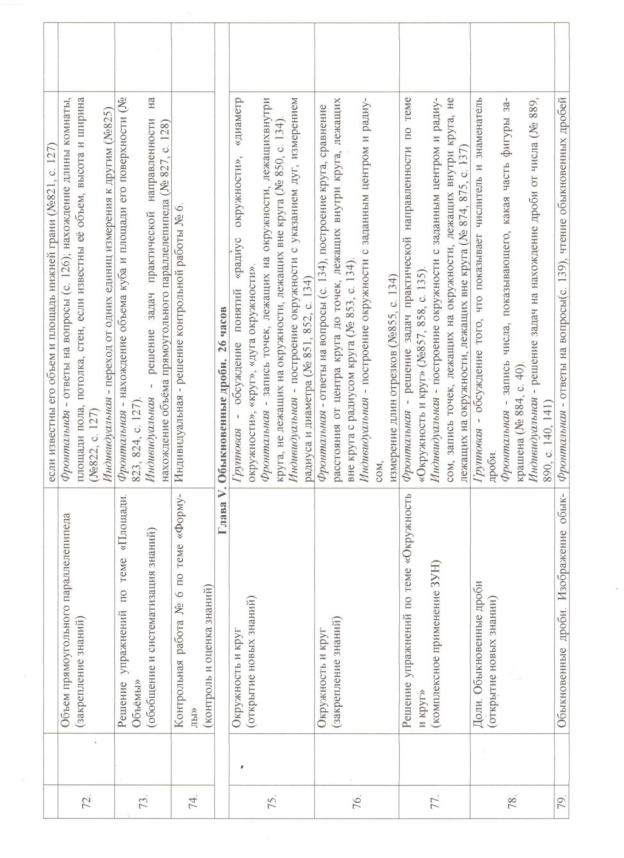 если известны его объем и площадь нижней грани (№821, с. 127)
72.
Объем прямоугольного параллелепипеда
(закрепление знаний)
Фронтальная - ответы на вопросы (с. 126); нахождение длины комнаты,
площади пола, потолка, стен, если известны её объем, высота и ширина
(№822, с. 127)
Индивидуальная - переход от одних единиц измерения к другим (№825)
73.
Решение упражнений по теме «Площади.
Объёмы»
(обобщение и систематизация знаний)
Фронтальная - нахождение объема куба и площади его поверхности (№
823, 824, с. 127).
Индивидуальная - решение задач практической направленности на
нахождение объёма прямоугольного параллелепипеда (№ 827, с. 128)
74.
Контрольная работа № 6 по теме «Форму-
лы»
(контроль и оценка знаний)
Индивидуальная - решение контрольной работы № 6.
Глава V. Обыкновенные дроби. 26 часов
75.
Окружность и круг
(открытие новых знаний)
Групповая - обсуждение понятий «радиус окружности», «диаметр
окружности», «круг», «дуга окружности».
Фронтальная - запись точек, лежащих на окружности, лежащихвнутри
круга, не лежащих на окружности, лежащих вне круга (№ 850, с. 134).
Индивидуальная - построение окружности с указанием дуг, измерением
радиуса и диаметра (№ 851, 852, с. 134)
76.
Окружность и круг
(закрепление знаний)
Фронтальная - ответы на вопросы (с. 134), построение круга, сравнение
расстояния от центра круга до точек, лежащих внутри круга, лежащих
вне круга с радиусом круга (№ 853, с. 134).
Индивидуальная - построение окружности с заданным центром и радиу-
сом,
измерение длин отрезков (№855, с. 134)
77.
Решение упражнений по теме «Окружность
и круг»
(комплексное применение ЗУН)
Фронтальная - решение задач практической направленности по теме
«Окружность и круг» (№857, 858, с. 135).
Индивидуальная - построение окружности с заданным центром и радиу-
сом, запись точек, лежащих на окружности, лежащих внутри круга, не
лежащих на окружности, лежащих вне круга (№ 874, 875, с. 137)
78.
Доли. Обыкновенные дроби
(открытие новых знании)
Групповая - обсуждение того, что показывает числитель и знаменатель
дроби.
Фронтальная - запись числа, показывающего, какая часть фигуры за-
крашена (№ 884, с. 40).
Индивидуальная - решение задач на нахождение дроби от числа (№ 889,
890, с. 140, 141)
79.
Обыкновенные дроби. Изображение обык-
Фронтальная - ответы на вопросы(с. 139), чтение обыкновенных дробей